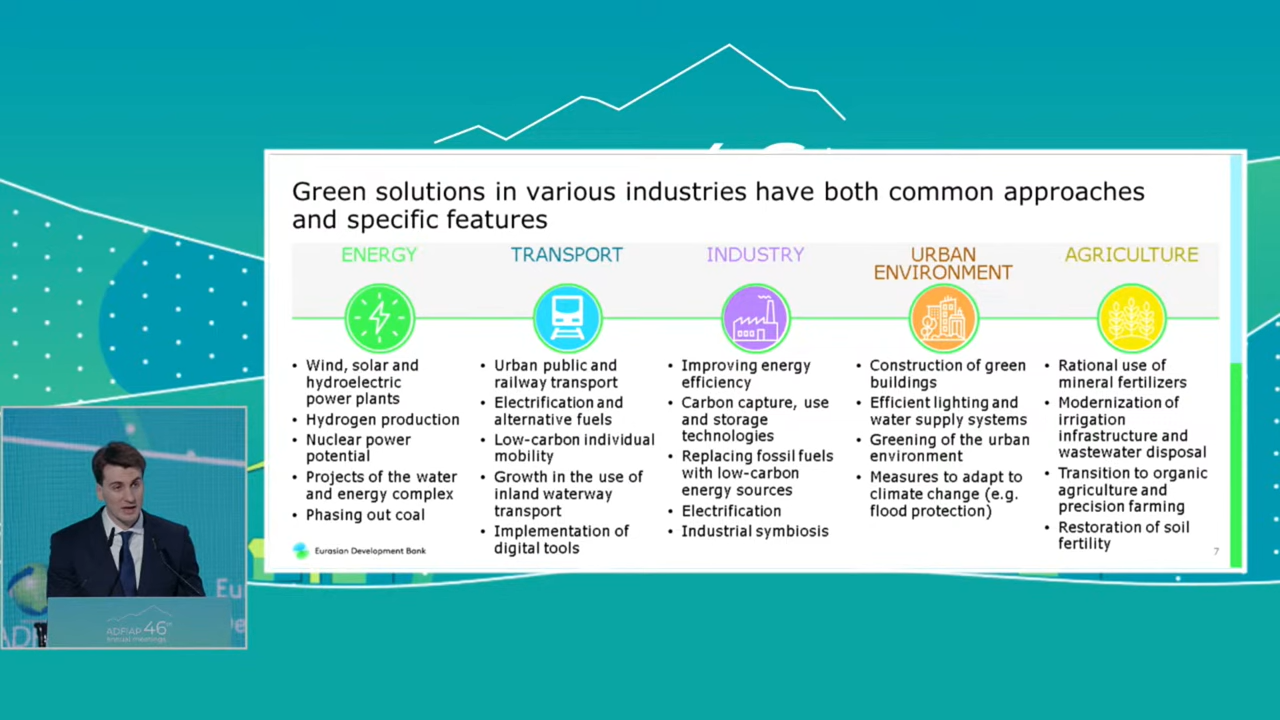 Green solutions in various industries have both common approaches
and specific features
ENERGY
• Wind, solar and
hydroelectric
power plants
• Hydrogen production
• Nuclear power
potential
• Projects of the water
and energy complex
• Phasing out coal
TRANSPORT
• Urban public and
railway transport
• Electrification and
alternative fuels
• Low-carbon individual
mobility
• Growth in the use of
inland waterway
transport
• Implementation of
digital tools
INDUSTRY
• Improving energy
efficiency
• Carbon capture, use
and storage
technologies
• Replacing fossil fuels
with low-carbon
energy sources
• Electrification
• Industrial symbiosis
URBAN
ENVIRONMENT
• Construction of green
buildings
• Efficient lighting and
water supply systems
• Greening of the urban
environment
• Measures to adapt to
climate change (e.g.
flood protection)
AGRICULTURE
• Rational use of
mineral fertilizers
• Modernization of
irrigation
infrastructure and
wastewater disposal
• Transition to organic
agriculture and
precision farming
• Restoration of soil
fertility
Eurasian Development Bank
7
ADFIAP 46TH
Annual Meetings
Eu
De